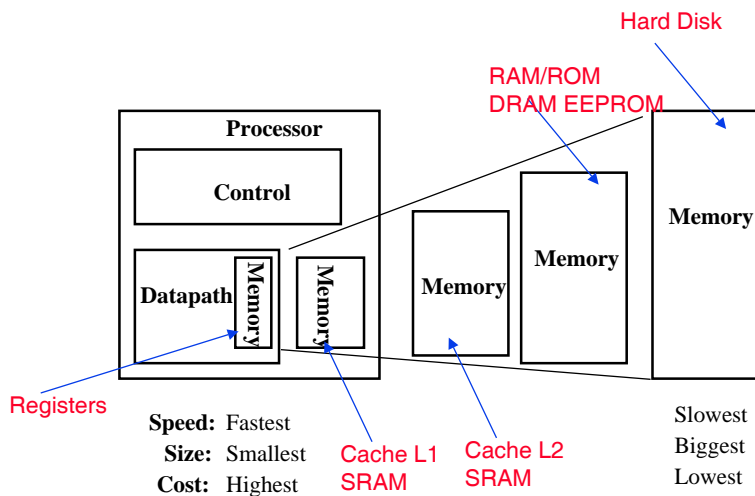 Hard Disk
RAM/ROM
DRAM EEPROM
Processor
Control
Memory
Memory
Memory
Datapath
Memory
Memory
Registers
Speed: Fastest
Size: Smallest
Cost: Highest
Cache L1
SRAM
Cache L2
SRAM
Slowest
Biggest
Lowest